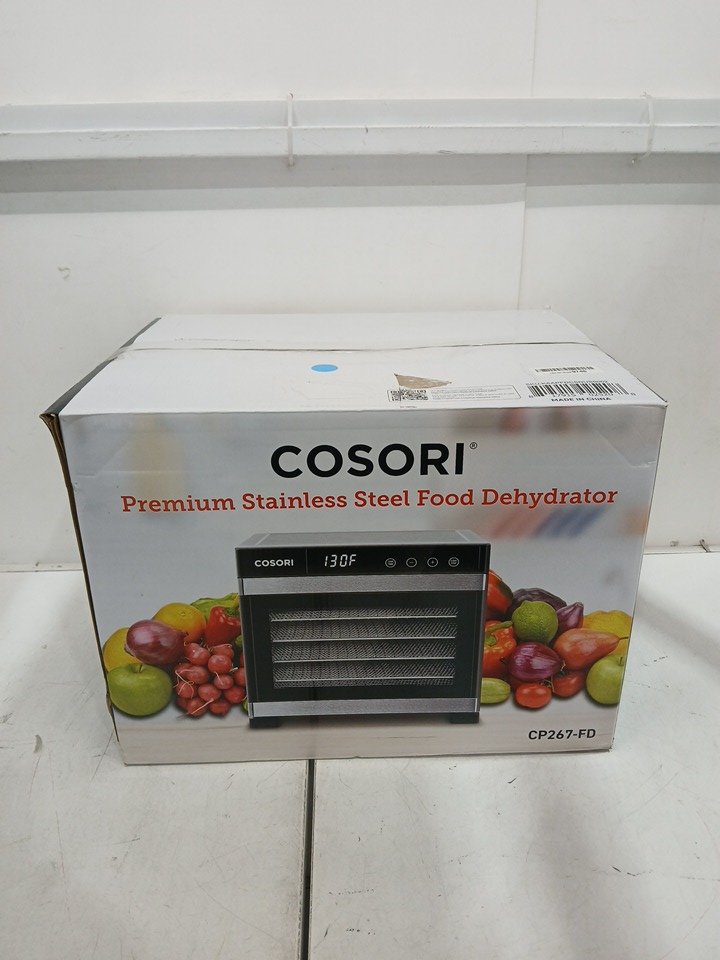 MADE IN CHINA
COSORI®
Premium Stainless Steel Food Dehydrator
COSORI
130F
CP267-FD